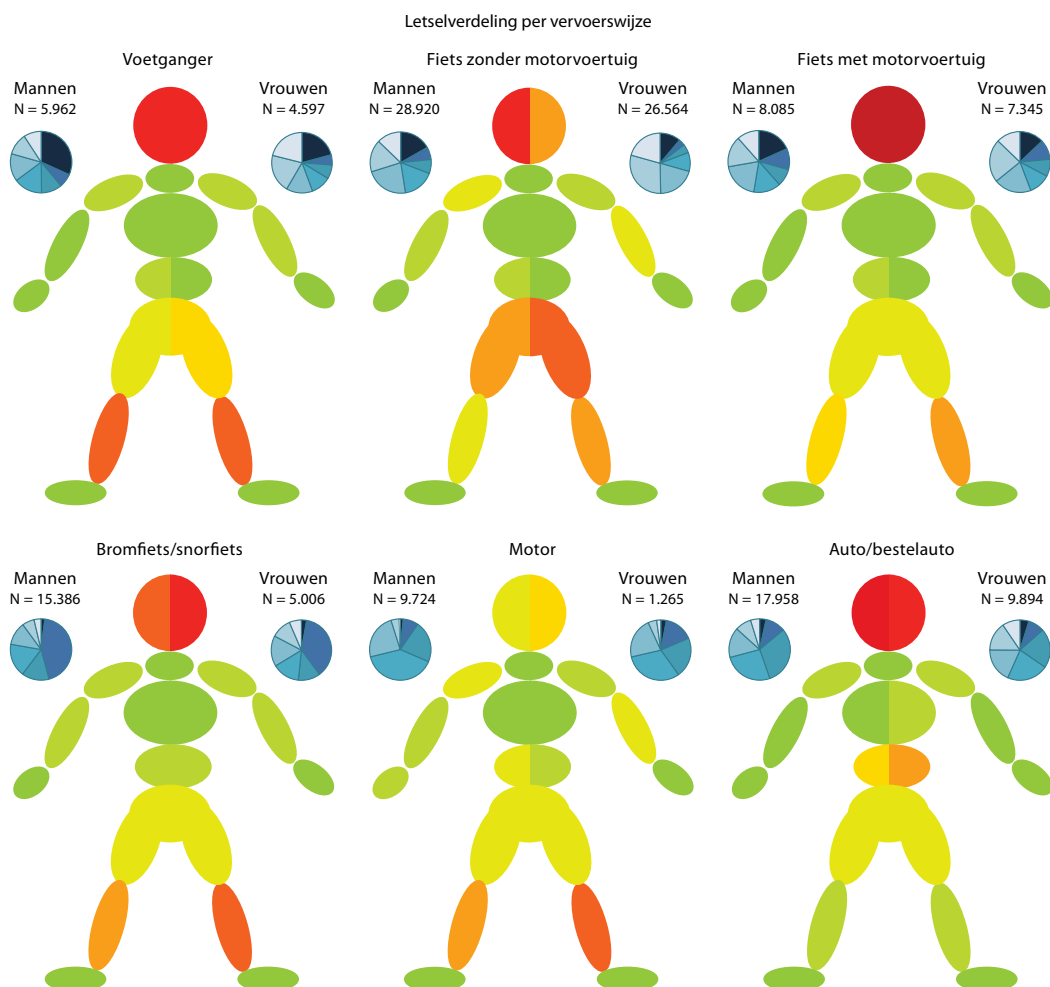 Letselverdeling per vervoerswijze
Voetganger
Mannen
N = 5.962
Vrouwen
N = 4.597
Fiets zonder motorvoertuig
Mannen
N = 28.920
Vrouwen
N = 26.564
Fiets met motorvoertuig
Mannen
N = 8.085
Vrouwen
N = 7.345
Bromfiets/snorfiets
Mannen
N = 15.386
Vrouwen
N = 5.006
Motor
Mannen
N = 9.724
Vrouwen
N = 1.265
Auto/bestelauto
Mannen
N = 17.958
Vrouwen
N = 9.894